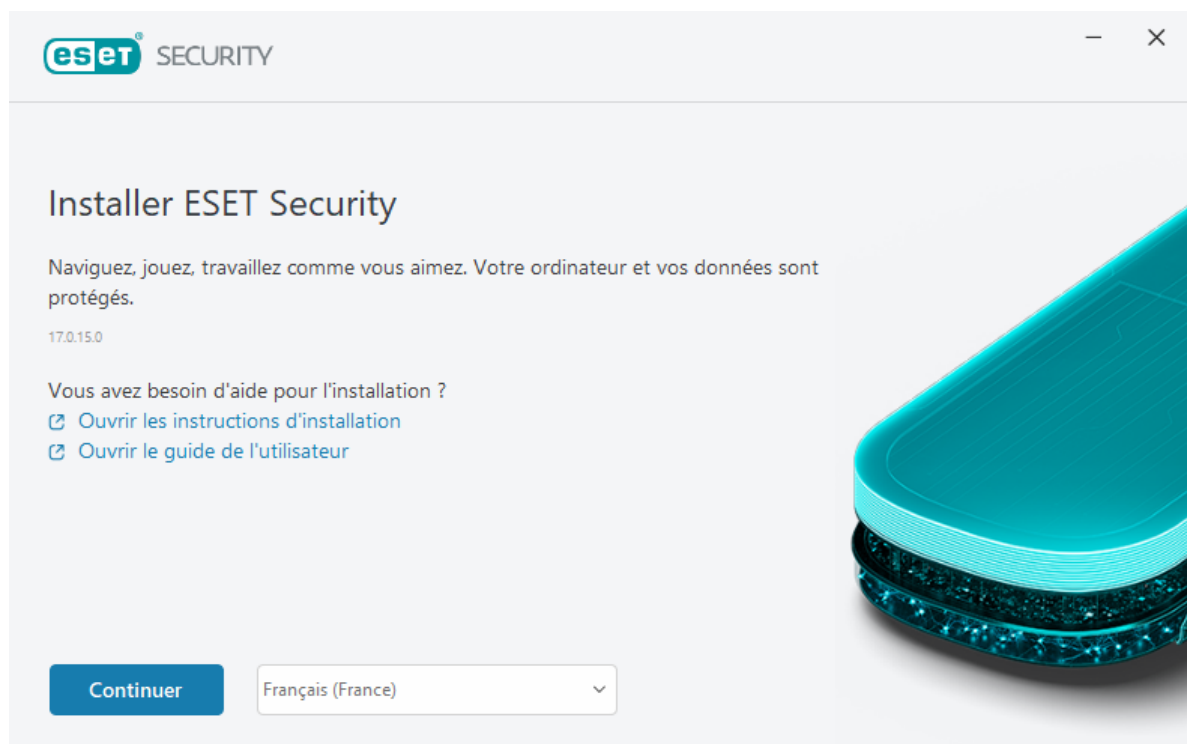 eset® SECURITY
Installer ESET Security
Naviguez, jouez, travaillez comme vous aimez. Votre ordinateur et vos données sont
protégés.
17.0.15.0
Vous avez besoin d'aide pour l'installation ?
Ouvrir les instructions d'installation
Ouvrir le guide de l'utilisateur
Continuer
Français (France)